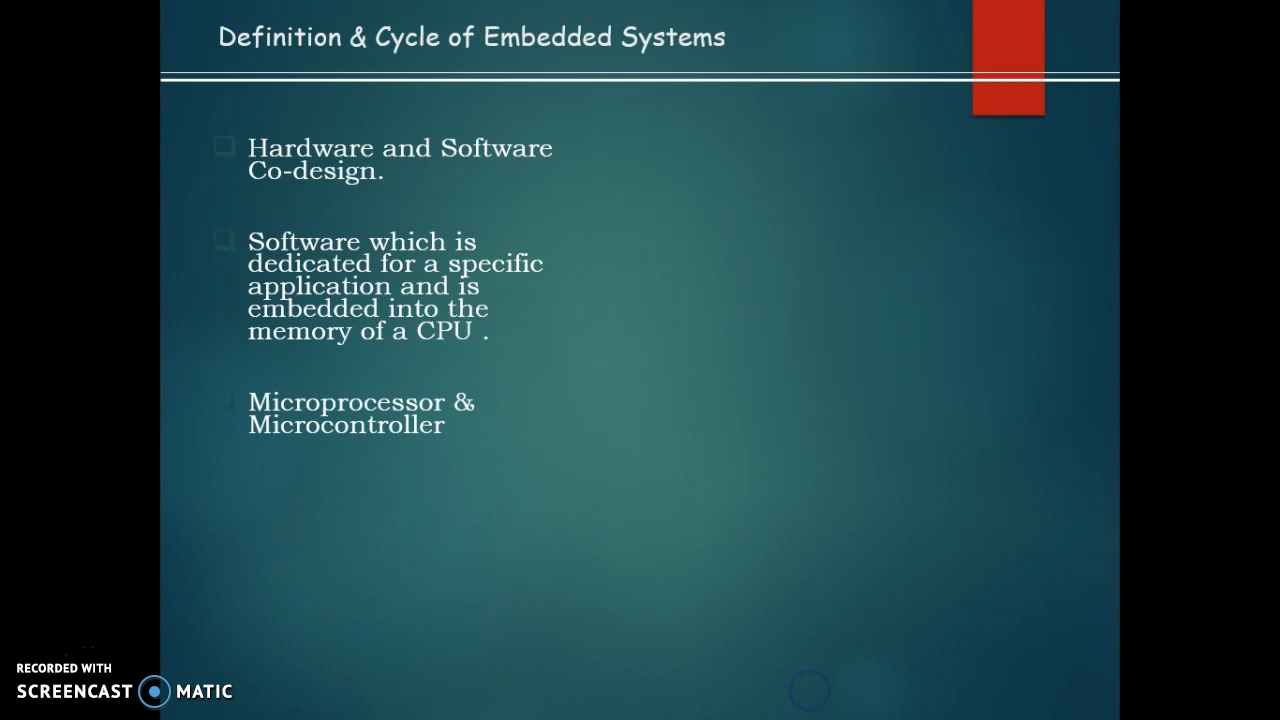 Definition & Cycle of Embedded Systems
Hardware and Software
Co-design.
Software which is
dedicated for a specific
application and is
embedded into the
memory of a CPU .
Microprocessor &
Microcontroller
RECORDED WITH
SCREENCAST MATIC